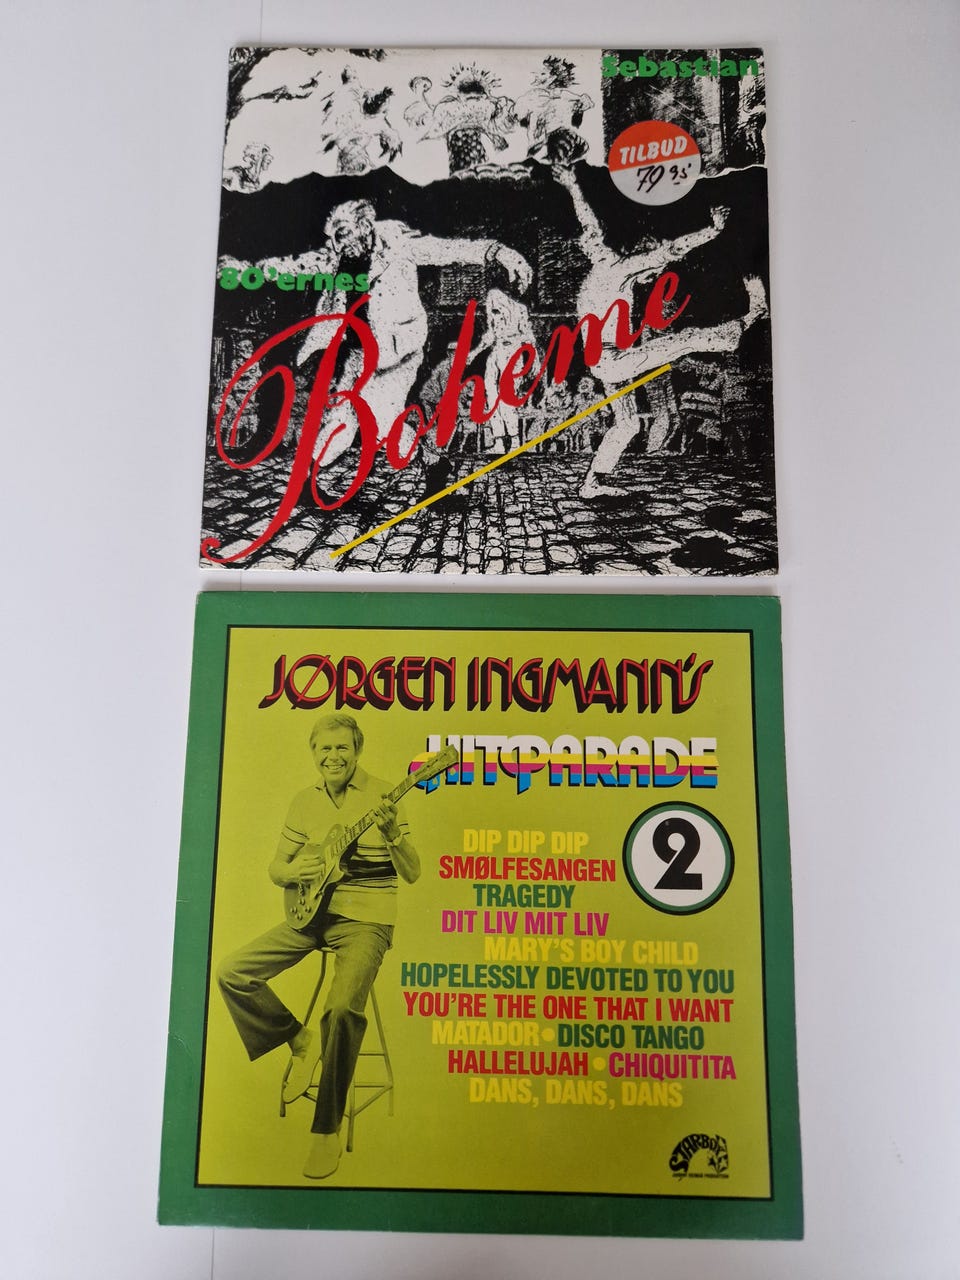 Sebastian
TILBUD
79 95
80'ernes
Boheme
JØRGEN INGMANN'S
HITPARADE
2
DIP DIP DIP
SMØLFESANGEN
TRAGEDY
DIT LIV MIT LIV
MARY'S BOY CHILD
HOPELESSLY DEVOTED TO YOU
YOU'RE THE ONE THAT I WANT
MATADOR • DISCO TANGO
HALLELUJAH • CHIQUITITA
DANS, DANS, DANS
STARBOX